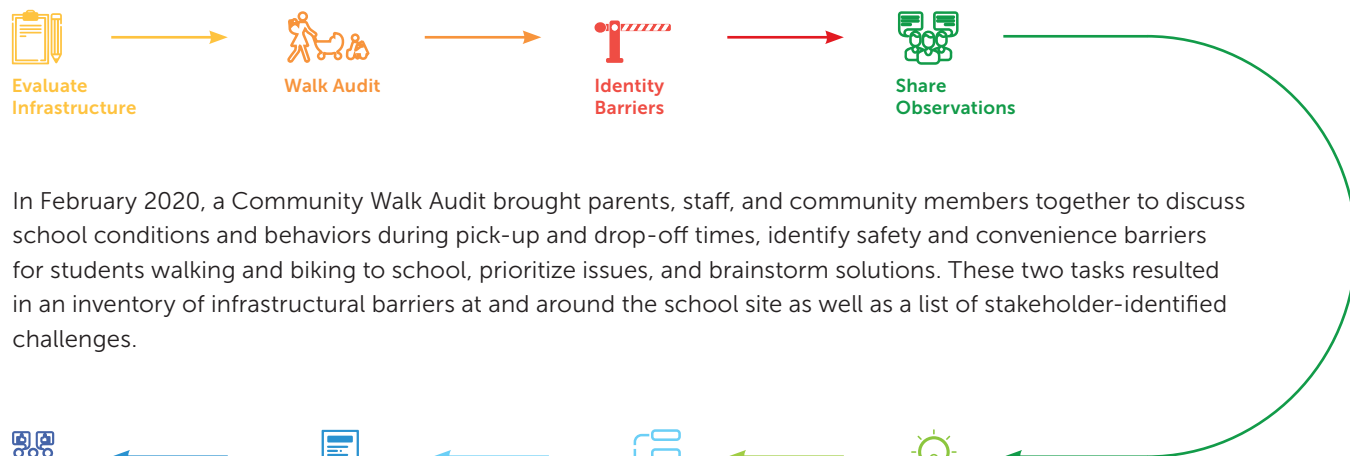 Evaluate
Infrastructure
Walk Audit
Identity
Barriers
Share
Observations
In February 2020, a Community Walk Audit brought parents, staff, and community members together to discuss
school conditions and behaviors during pick-up and drop-off times, identify safety and convenience barriers
for students walking and biking to school, prioritize issues, and brainstorm solutions. These two tasks resulted
in an inventory of infrastructural barriers at and around the school site as well as a list of stakeholder-identified
challenges.